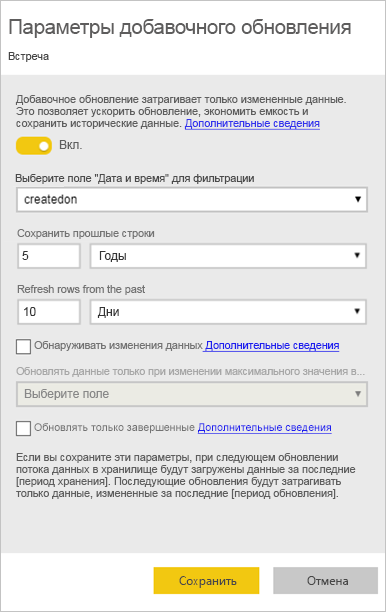 Параметры добавочного обновления
Встреча
Добавочное обновление затрагивает только измененные данные.
Это позволяет ускорить обновление, экономить емкость и
сохранить исторические данные. Дополнительные сведения
Вкл.
Выберите поле "Дата и время" для фильтрации
createdon
Сохранить прошлые строки
5 Годы
Refresh rows from the past
10 Дни
Обнаруживать изменения данных Дополнительные сведения
Обновлять данные только при изменении максимального значения в...
Выберите поле
Обновлять только завершенные Дополнительные сведения
Если вы сохраните эти параметры, при следующем обновлении
потока данных в хранилище будут загружены данные за последние
[период хранения]. Последующие обновления будут затрагивать
только данные, измененные за последние [период обновления].
Сохранить Отмена